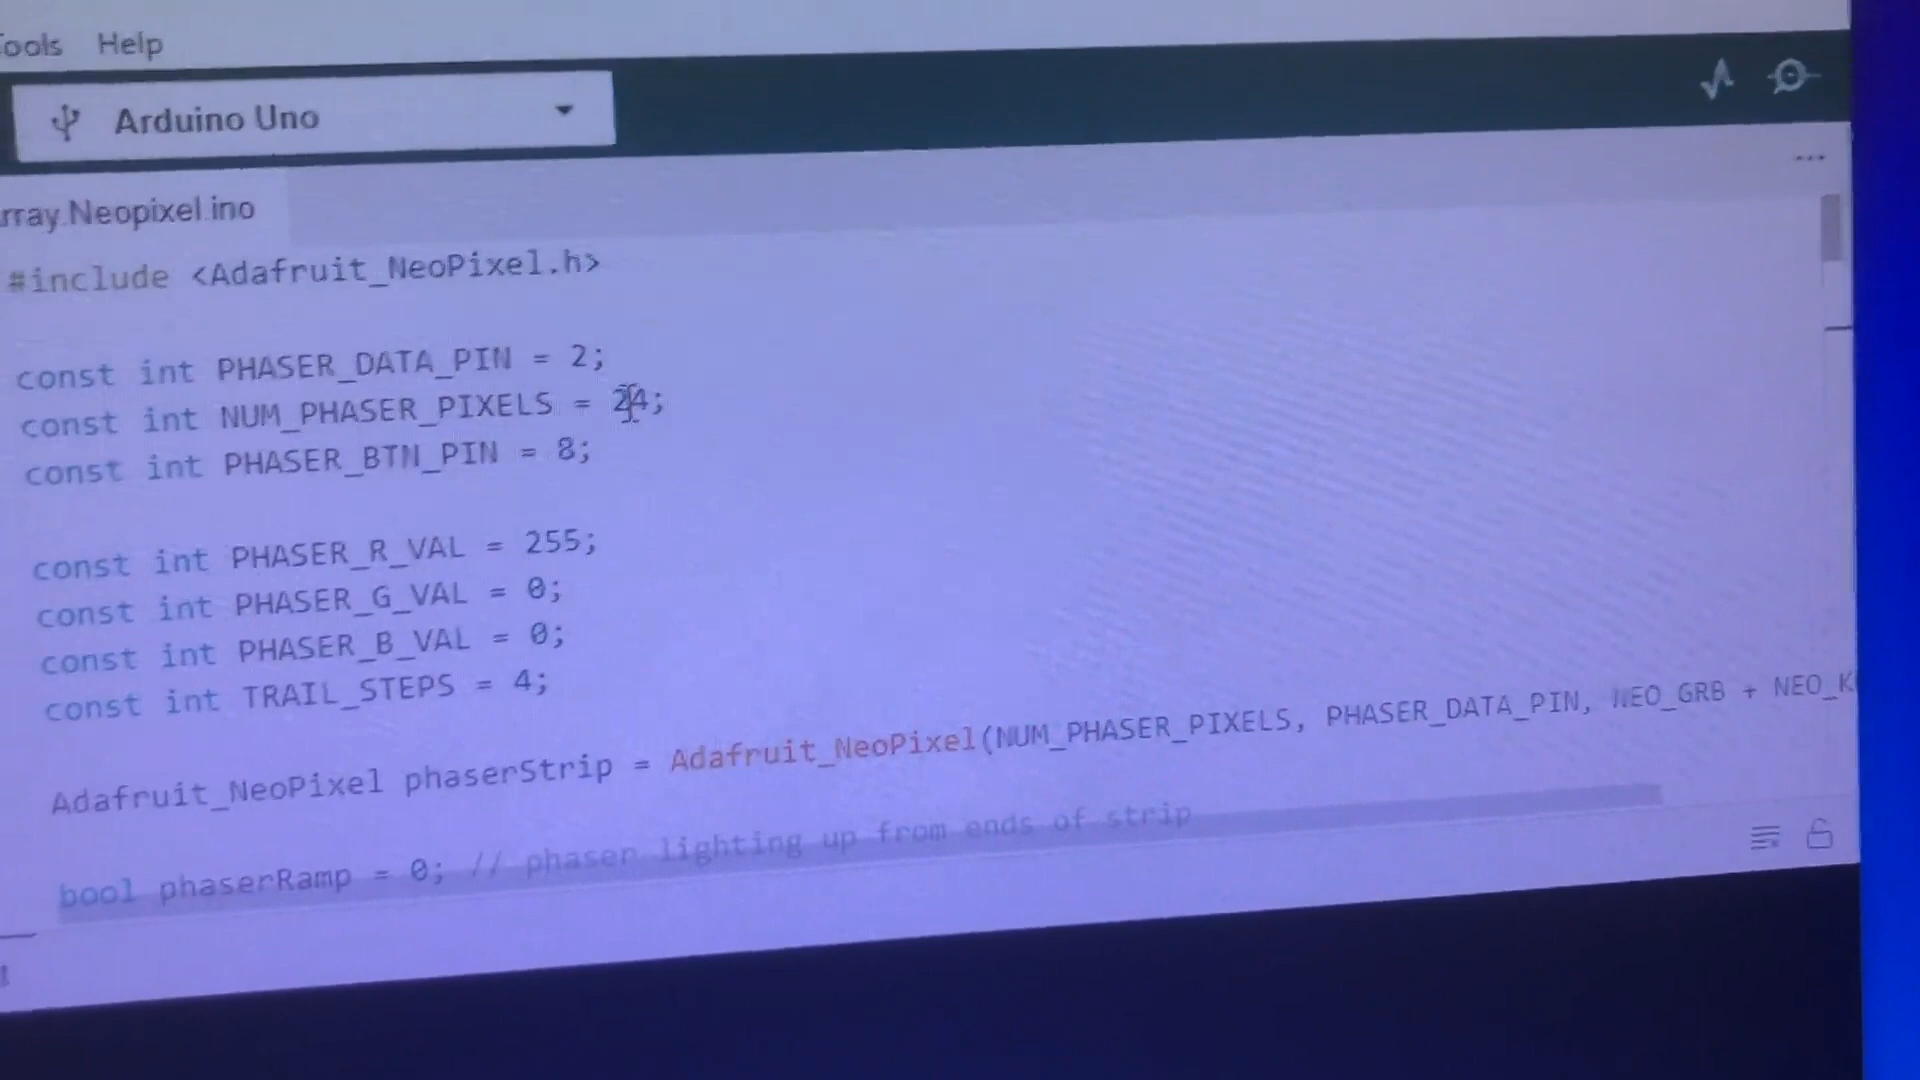 Tools Help
Arduino Uno
rray.Neopixel.ino
#include <Adafruit_NeoPixel.h>
const int PHASER_DATA_PIN = 2;
const int NUM_PHASER_PIXELS = 24;
const int PHASER_BTN_PIN = 8;
const int PHASER_R_VAL = 255;
const int PHASER_G_VAL = 0;
const int PHASER_B_VAL = 0;
const int TRAIL_STEPS = 4;
Adafruit_NeoPixel phaserStrip = Adafruit_NeoPixel(NUM_PHASER_PIXELS, PHASER_DATA_PIN, NEO_GRB + NEO_K
bool phaserRamp = 0; // phaser lighting up from ends of strip